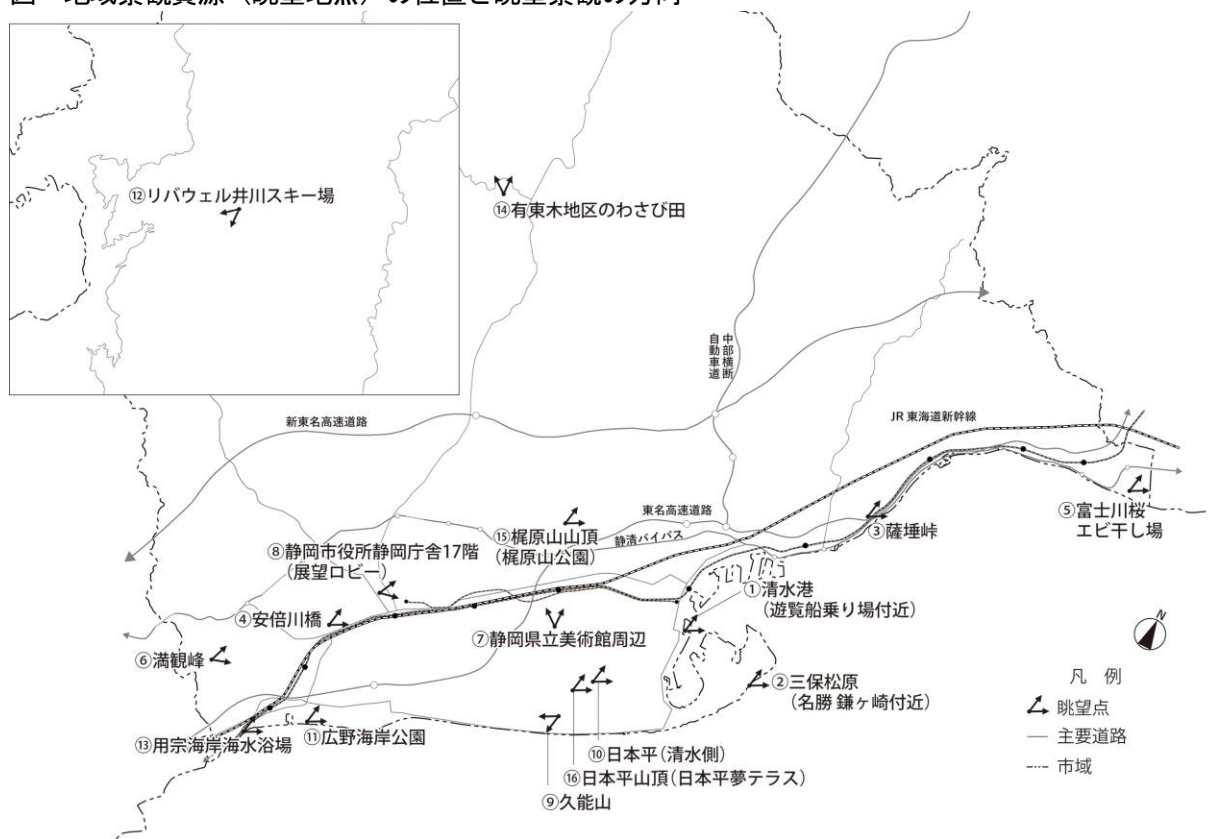 図 地域景観資源（眺望地点）の位置と眺望景観の方向
⑫リバウェル井川スキー場
⑭有東木地区のわさび田
中部横断
自動車道
新東名高速道路
JR 東海道新幹線
東名高速道路
静清バイパス
⑮梶原山山頂
(梶原山公園)
③薩埵峠
⑤富士川桜
エビ干し場
⑧静岡市役所静岡庁舎17階
(展望ロビー)
①清水港
(遊覧船乗り場付近)
④安倍川橋
⑦静岡県立美術館周辺
⑥満観峰
②三保松原
(名勝 鎌ヶ崎付近)
⑬用宗海岸海水浴場
⑪広野海岸公園
⑩日本平(清水側)
⑯日本平山頂(日本平夢テラス)
⑨久能山
N
凡 例
眺望点
主要道路
市域